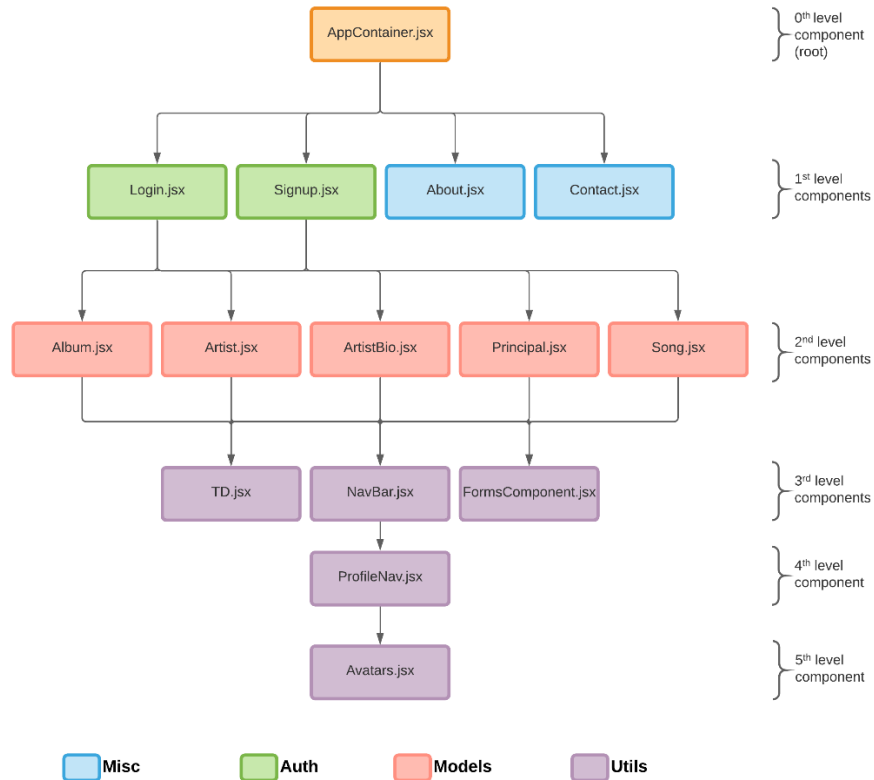 AppContainer.jsx
0th level
component
(root)
Login.jsx
Signup.jsx
About.jsx
Contact.jsx
1st level
components
Album.jsx
Artist.jsx
ArtistBio.jsx
Principal.jsx
Song.jsx
2nd level
components
TD.jsx
NavBar.jsx
FormsComponent.jsx
3rd level
components
ProfileNav.jsx
4th level
component
Avatars.jsx
5th level
component
Misc
Auth
Models
Utils